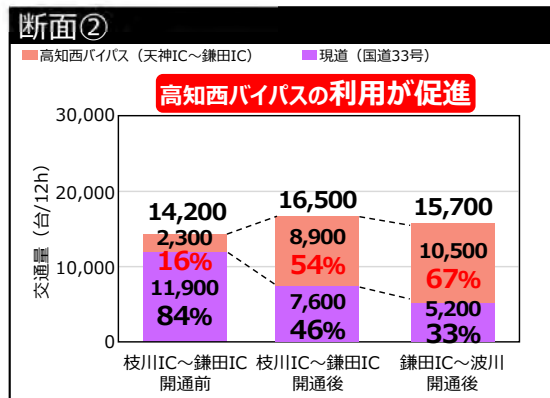 断面②
高知西バイパス（天神IC～鎌田IC） 現道（国道33号）
高知西バイパスの利用が促進
交通量（台/12h）
30,000
20,000
10,000
0
14,200
2,300
16%
11,900
84%
16,500
8,900
54%
7,600
46%
15,700
10,500
67%
5,200
33%
枝川IC～鎌田IC
開通前
枝川IC～鎌田IC
開通後
鎌田IC～波川
開通後